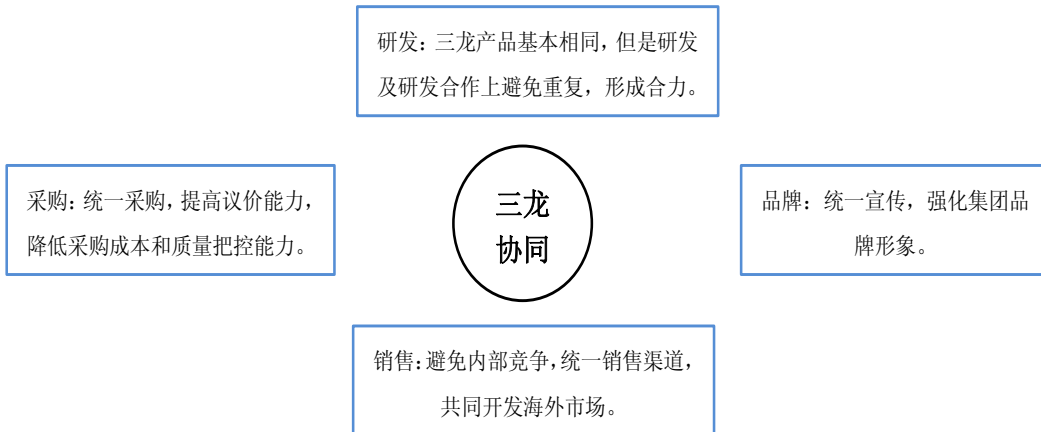 研发：三龙产品基本相同，但是研发
及研发合作上避免重复，形成合力。
采购：统一采购，提高议价能力，
降低采购成本和质量把控能力。
三龙
协同
品牌：统一宣传，强化集团品
牌形象。
销售：避免内部竞争，统一销售渠道，
共同开发海外市场。